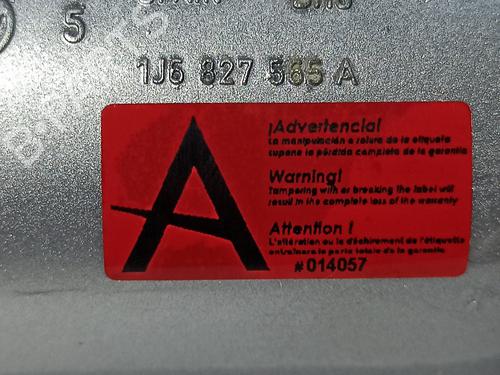 5
1J6 827 565 A
¡Advertencia!
La manipulación o rotura de la etiqueta
supone la pérdida completa de la garantía
Warning!
Tampering with or breaking the label will
result in the complete loss of the warranty
Attention !
L'altération ou le déchirement de l'étiquette
entraînera la perte totale de la garantie
#014057
A